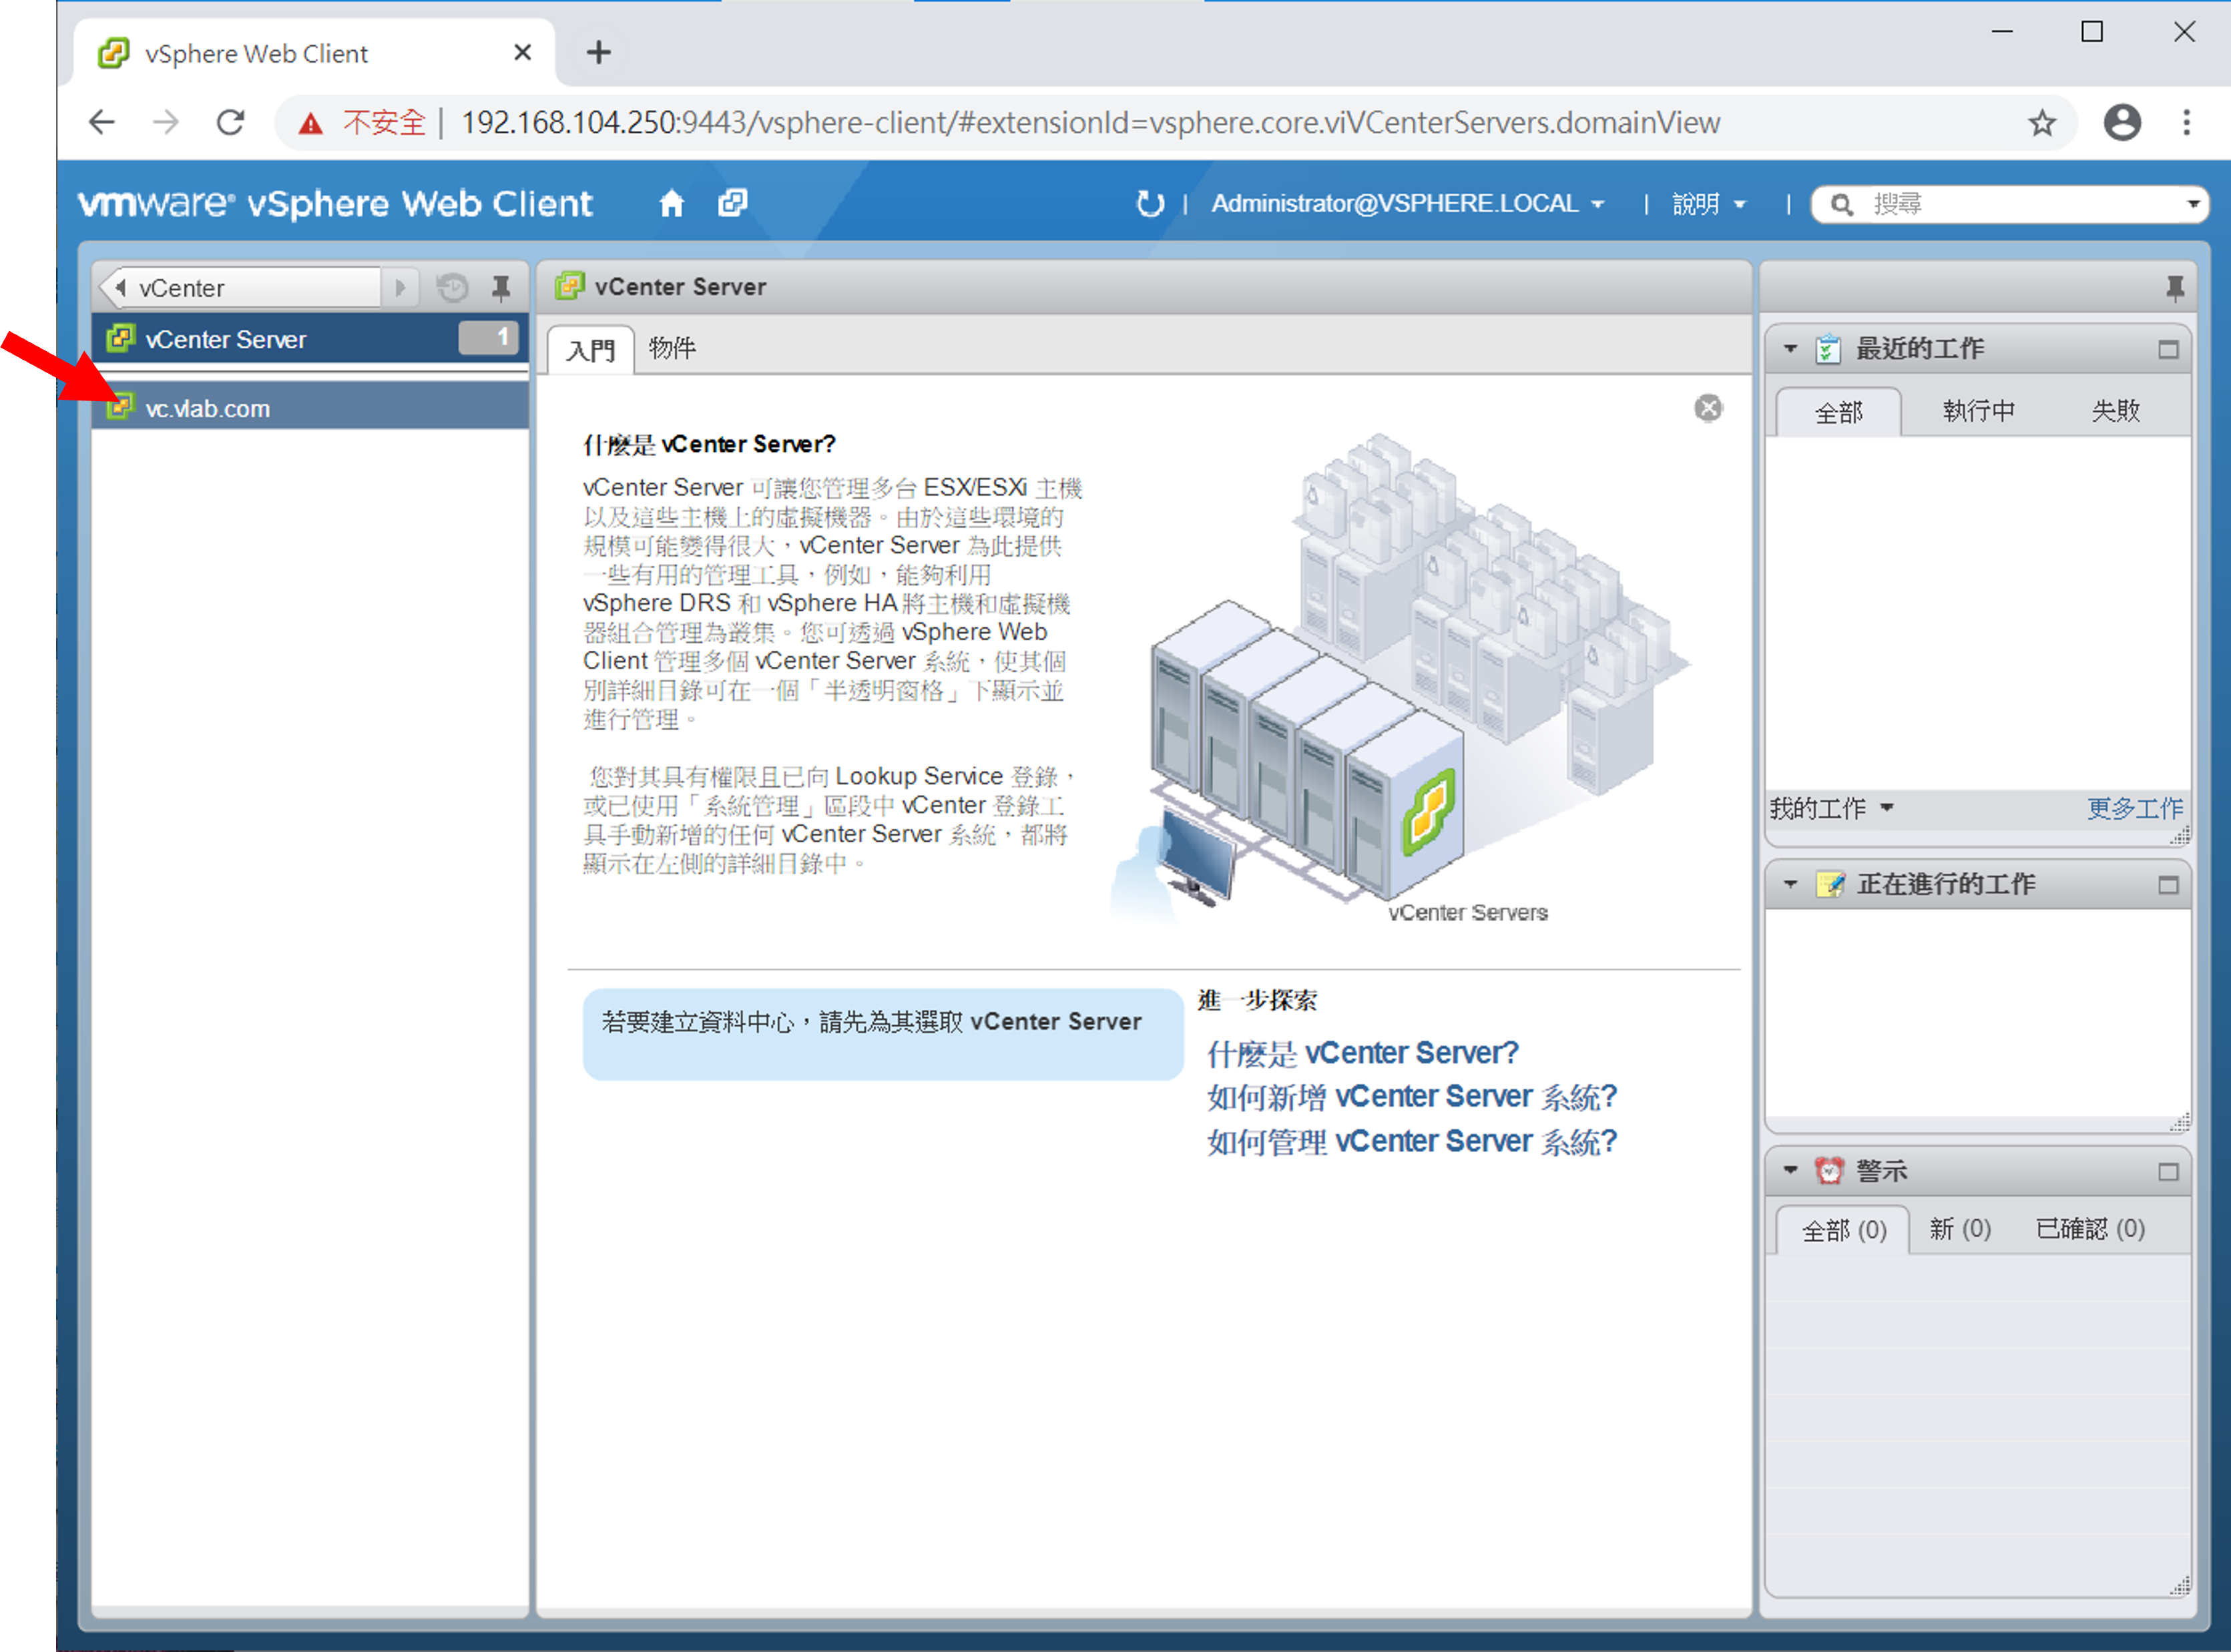 vSphere Web Client
不安全 | 192.168.104.250:9443/vsphere-client/#extensionId=vsphere.core.viVCenterServers.domainView
vmware® vSphere Web Client
Administrator@VSPHERE.LOCAL | 說明 | 搜尋
vCenter
vCenter Server 1
vc.vlab.com
vCenter Server
入門 物件
什麼是 vCenter Server?
vCenter Server 可讓您管理多台 ESX/ESXi 主機
以及這些主機上的虛擬機器。由於這些環境的
規模可能變得很大，vCenter Server 為此提供
一些有用的管理工具，例如，能夠利用
vSphere DRS 和 vSphere HA 將主機和虛擬機
器組合管理為叢集。您可透過 vSphere Web
Client 管理多個 vCenter Server 系統，使其個
別詳細目錄可在一個「半透明窗格」下顯示並
進行管理。
您對其具有權限且已向 Lookup Service 登錄，
或已使用「系統管理」區段中 vCenter 登錄工
具手動新增的任何 vCenter Server 系統，都將
顯示在左側的詳細目錄中。
vCenter Servers
若要建立資料中心，請先為其選取 vCenter Server
進一步探索
什麼是 vCenter Server?
如何新增 vCenter Server 系統?
如何管理 vCenter Server 系統?
最近的工作
全部 執行中 失敗
我的工作 更多工作
正在進行的工作
警示
全部 (0) 新 (0) 已確認 (0)